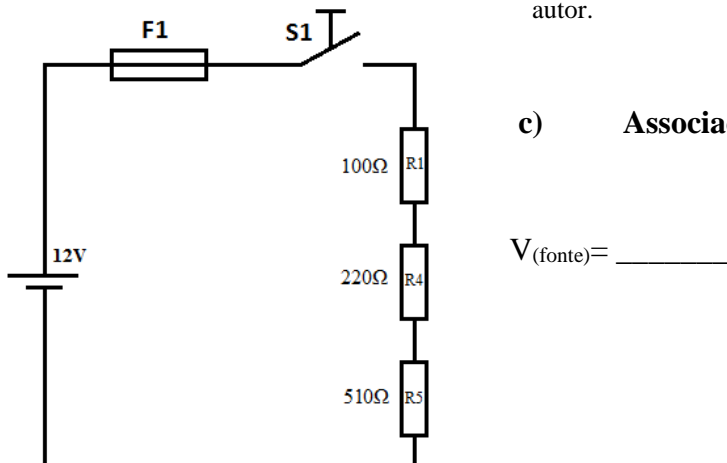 autor.
F1
S1
c) Associa
100Ω R1
V(fonte)= ________
12V
220Ω R4
510Ω R5